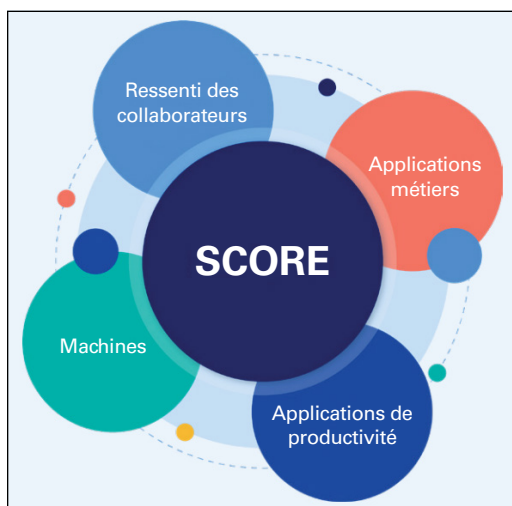 Ressenti des
collaborateurs
Applications
métiers
SCORE
Machines
Applications de
productivité